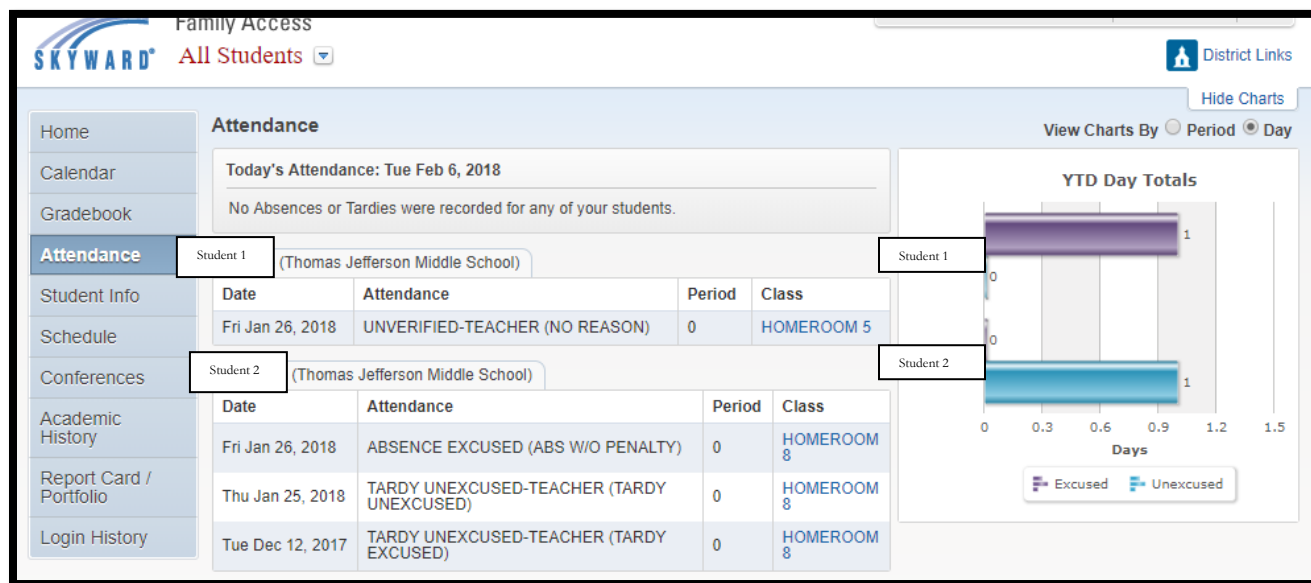 Family Access
SKYWARD®
All Students
District Links
Hide Charts
Home
Calendar
Gradebook
Attendance
Student Info
Schedule
Conferences
Academic
History
Report Card /
Portfolio
Login History
Attendance
View Charts By Period Day
Today's Attendance: Tue Feb 6, 2018
No Absences or Tardies were recorded for any of your students.
Student 1 (Thomas Jefferson Middle School)
Date Attendance Period Class
Fri Jan 26, 2018 UNVERIFIED-TEACHER (NO REASON) 0 HOMEROOM 5
Student 2 (Thomas Jefferson Middle School)
Date Attendance Period Class
Fri Jan 26, 2018 ABSENCE EXCUSED (ABS W/O PENALTY) 0 HOMEROOM
8
Thu Jan 25, 2018 TARDY UNEXCUSED-TEACHER (TARDY
UNEXCUSED) 0 HOMEROOM
8
Tue Dec 12, 2017 TARDY UNEXCUSED-TEACHER (TARDY
EXCUSED) 0 HOMEROOM
8
YTD Day Totals
1
Student 1
0
0
Student 2
1
0 0.3 0.6 0.9 1.2 1.5
Days
Excused Unexcused